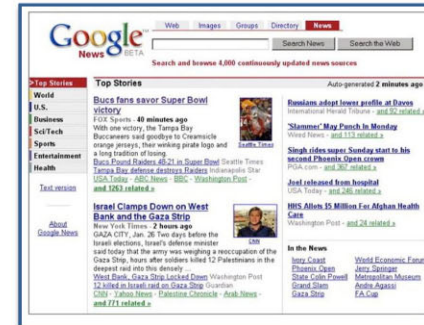 Web Images Groups Directory News
Google
News BETA
Search News Search the Web
Search and browse 4,000 continuously updated news sources
>Top Stories
World
U.S.
Business
Sci/Tech
Sports
Entertainment
Health
Text version
About
Google News
Top Stories
Auto-generated 2 minutes ago
Bucs fans savor Super Bowl
victory
FOX Sports - 40 minutes ago
With one victory, the Tampa Bay
Buccaneers said goodbye to Creamsicle
orange jerseys, their winking pirate logo and
a long tradition of losing.
Seattle Times
Bucs Pound Raiders 48-21 in Super Bowl Seattle Times
Tampa Bay defense destroys Raiders Indianapolis Star
USA Today - ABC News - BBC - Washington Post -
and 1263 related »
Israel Clamps Down on West
Bank and the Gaza Strip
New York Times - 2 hours ago
GAZA CITY, Jan. 26 Two days before the
Israeli elections, Israel's defense minister
CNN
said today that the army was weighing a reoccupation of the
Gaza Strip, hours after soldiers killed 12 Palestinians in the
deepest raid into this densely ...
West Bank, Gaza Strip Locked Down Washington Post
12 killed in Israeli raid on Gaza Strip Guardian
CNN - Yahoo News - Palestine Chronicle - Arab News -
and 771 related »
Russians adopt lower profile at Davos
International Herald Tribune - and 92 related »
'Slammer' May Punch In Monday
Wired News - and 113 related »
Singh rides super Sunday start to his
second Phoenix Open crown
PGA.com - and 367 related »
Joel released from hospital
USA Today - and 246 related »
HHS Allots $5 Million For Afghan Health
Care
Washington Post - and 24 related »
In the News
Ivory Coast
Phoenix Open
State Colin Powell
Grand Slam
Gaza Strip
World Economic Forum
Jerry Springer
Metropolitan Museum
Andre Agassi
FA Cup